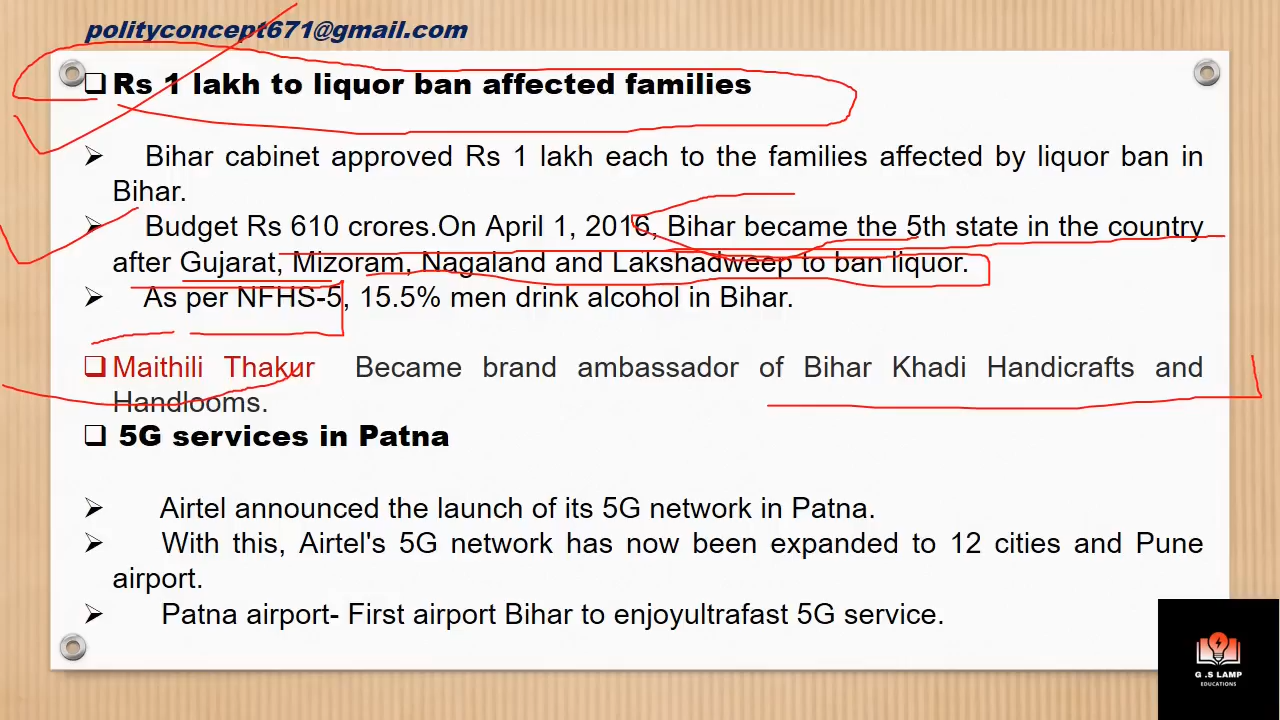 polityconcept671@gmail.com
Rs 1 lakh to liquor ban affected families
Bihar cabinet approved Rs 1 lakh each to the families affected by liquor ban in
Bihar.
Budget Rs 610 crores.On April 1, 2016, Bihar became the 5th state in the country
after Gujarat, Mizoram, Nagaland and Lakshadweep to ban liquor.
As per NFHS-5, 15.5% men drink alcohol in Bihar.
Maithili Thakur Became brand ambassador of Bihar Khadi Handicrafts and
Handlooms.
5G services in Patna
Airtel announced the launch of its 5G network in Patna.
With this, Airtel's 5G network has now been expanded to 12 cities and Pune
airport.
Patna airport- First airport Bihar to enjoyultrafast 5G service.
G .S LAMP
EDUCATIONS